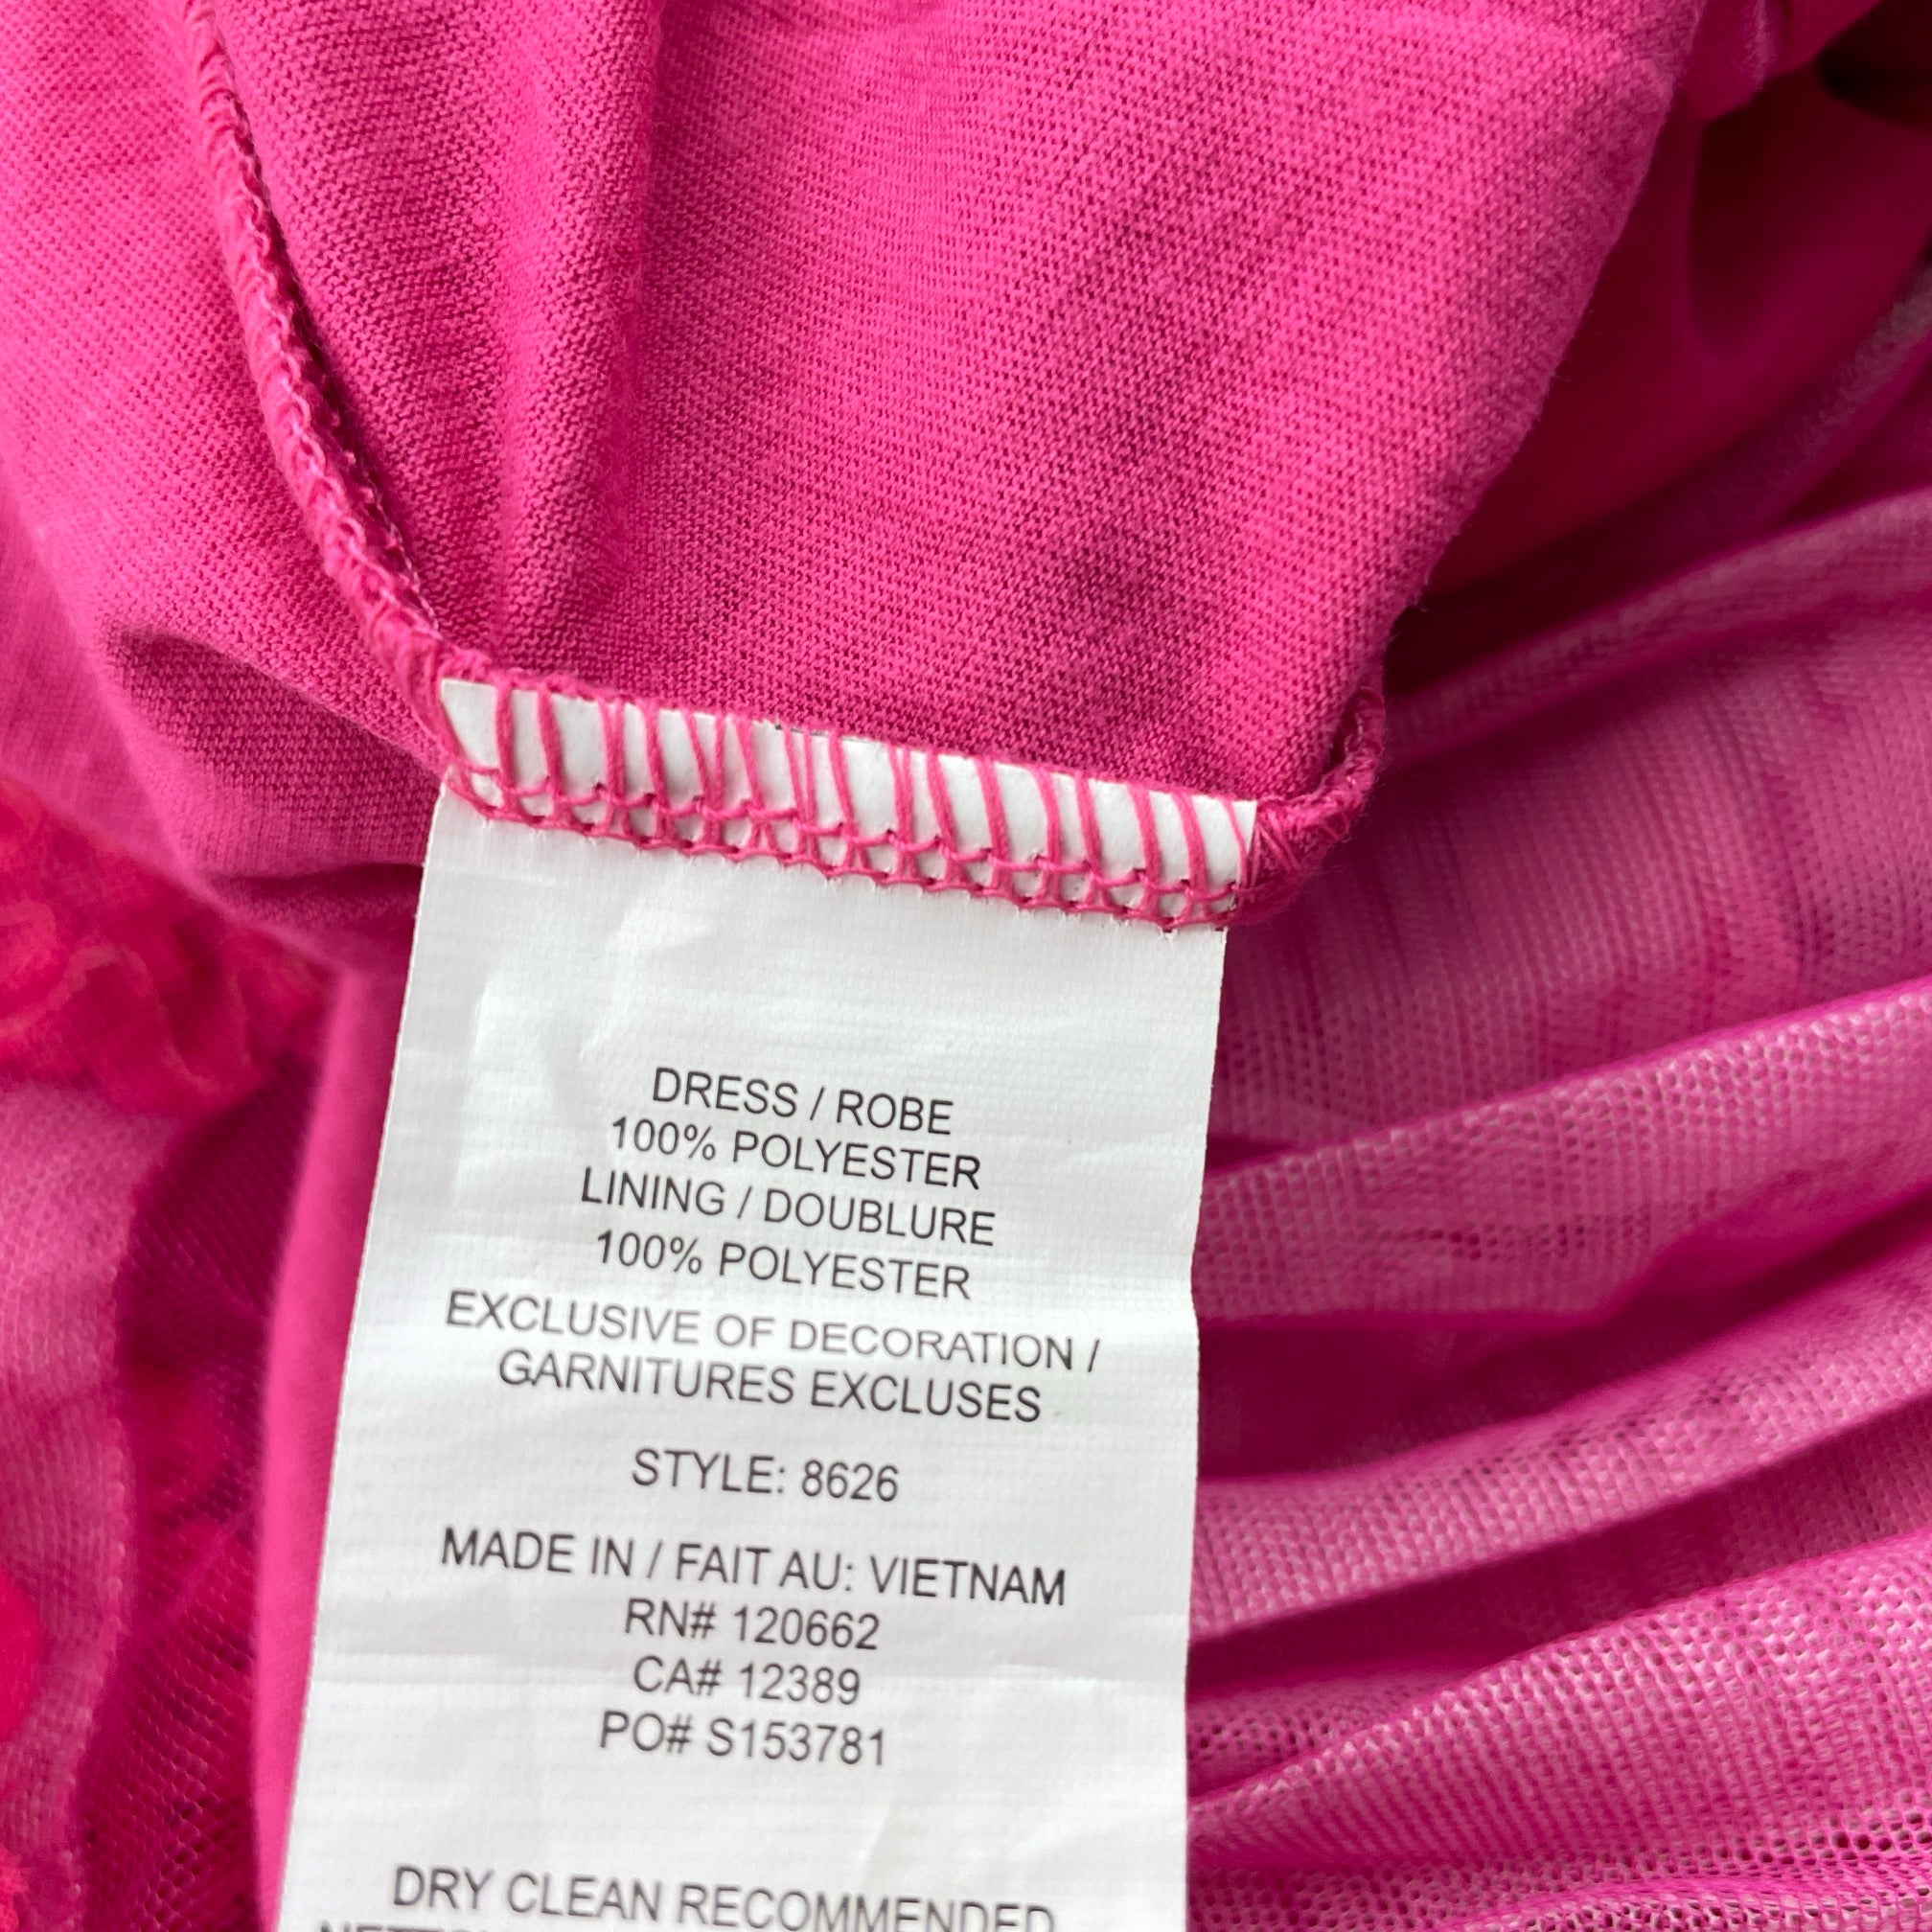 DRESS / ROBE
100% POLYESTER
LINING / DOUBLURE
100% POLYESTER
EXCLUSIVE OF DECORATION /
GARNITURES EXCLUSES
STYLE: 8626
MADE IN / FAIT AU: VIETNAM
RN# 120662
CA# 12389
PO# S153781
DRY CLEAN RECOMMENDED